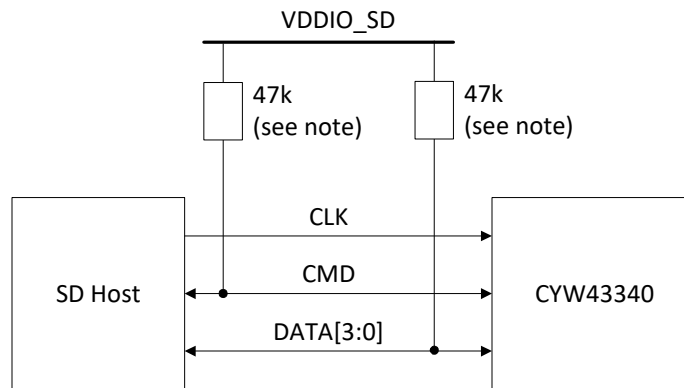 VDDIO_SD
47k
(see note)
47k
(see note)
CLK
CMD
SD Host
CYW43340
DATA[3:0]